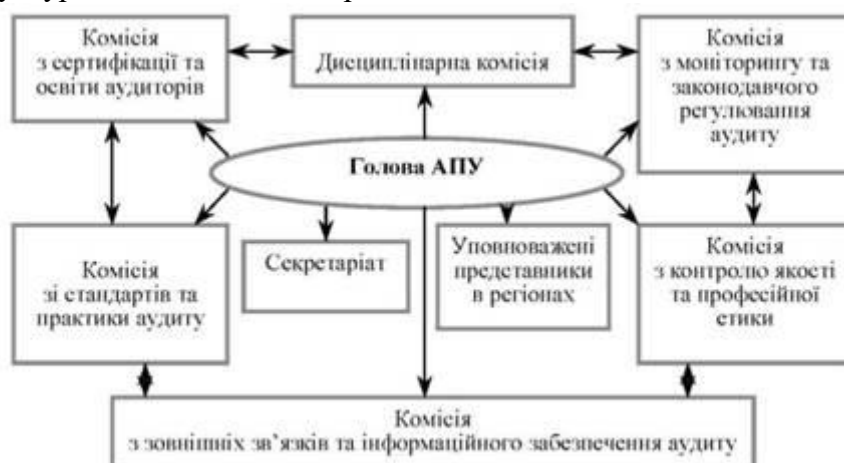 Комісія
з сертифікації та
освіти аудиторів
Дисциплінарна комісія
Комісія
з моніторингу та
законодавчого
регулювання
аудиту
Голова АПУ
Комісія
зі стандартів та
практики аудиту
Секретаріат
Уповноважені
представники
в регіонах
Комісія
з контролю якості
та професійної
етики
Комісія
з зовнішніх зв’язків та інформаційного забезпечення аудиту